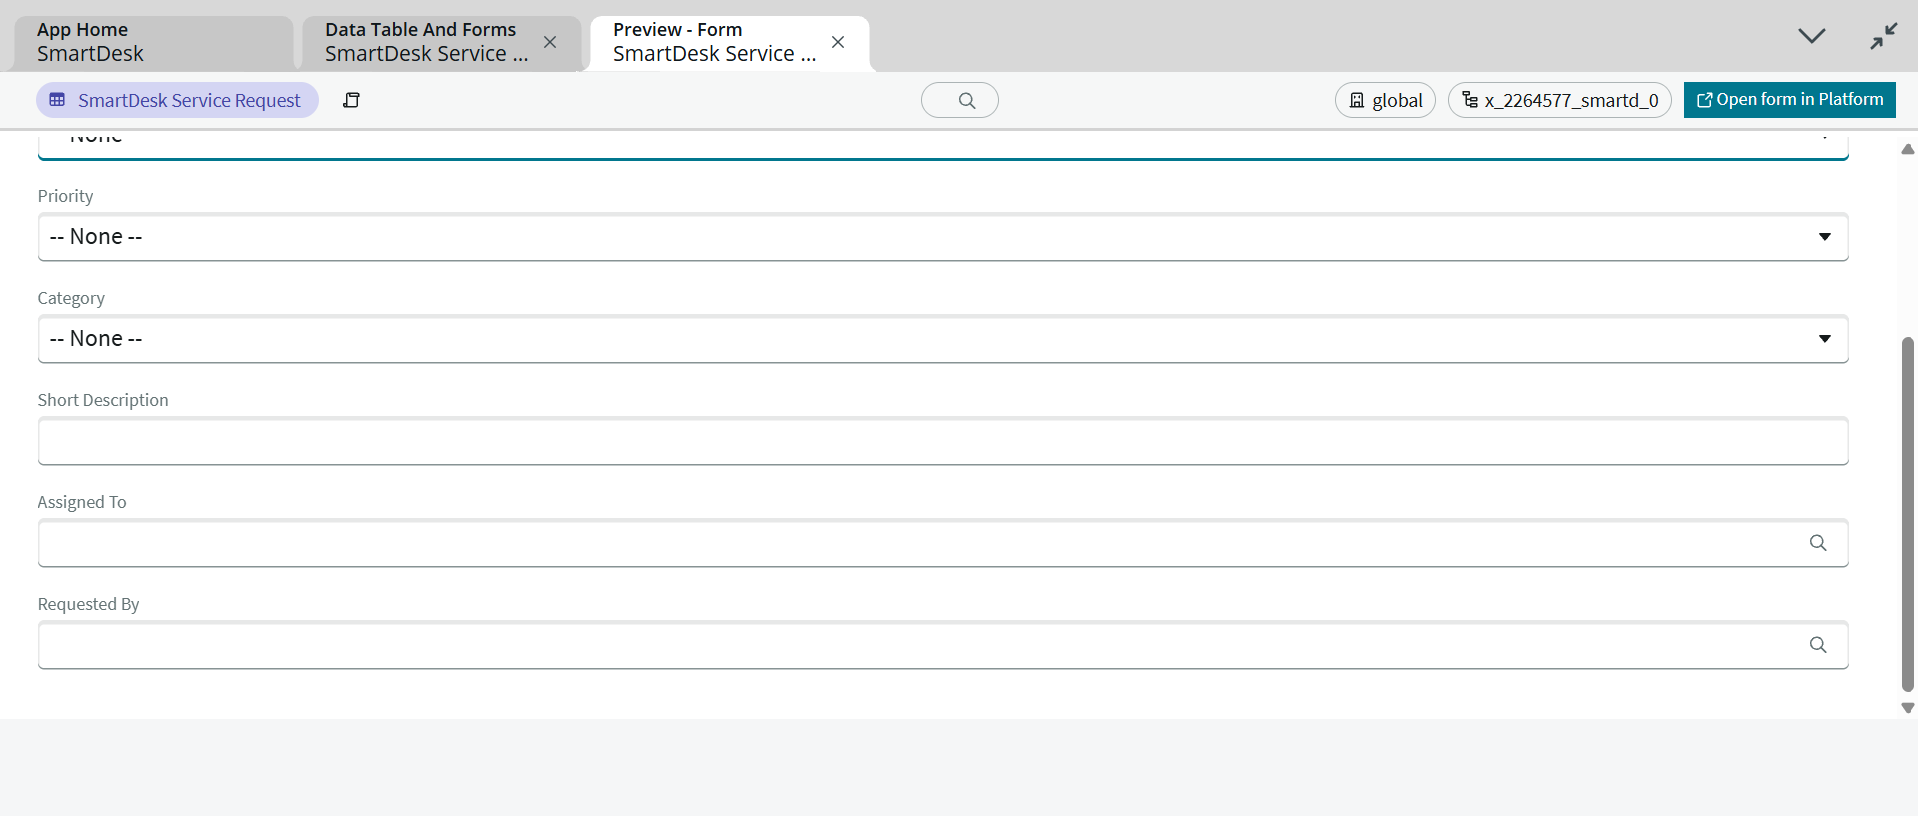 App Home
SmartDesk
Data Table And Forms
SmartDesk Service ...
Preview - Form
SmartDesk Service ...
SmartDesk Service Request
global
x_2264577_smartd_0
Open form in Platform
None
Priority
-- None --
Category
-- None --
Short Description
Assigned To
Requested By